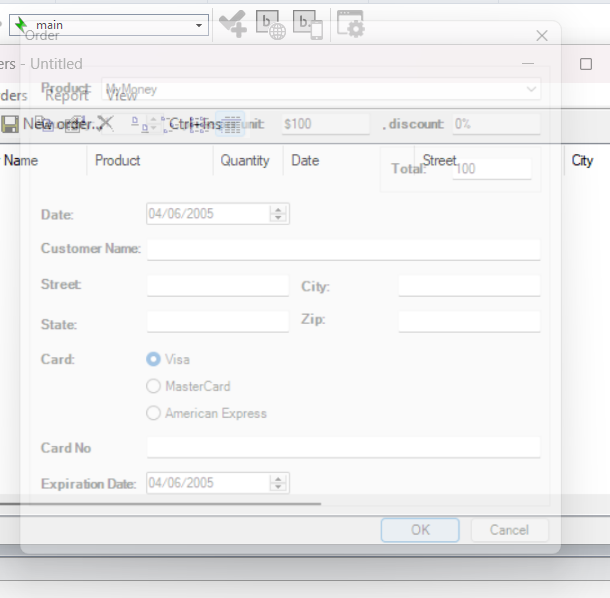 main
Order
ers - Untitled
Product: MyMoney
ders Report View
New order... Ctrl+Ins unit: $100 , discount: 0%
Name Product Quantity Date Street City
Total: 100
Date: 04/06/2005
Customer Name:
Street: City:
State: Zip:
Card: Visa
MasterCard
American Express
Card No
Expiration Date: 04/06/2005
OK Cancel